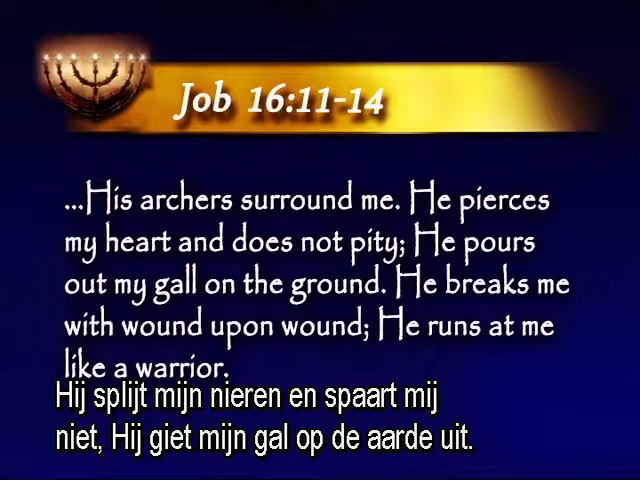 Job 16:11-14
...His archers surround me. He pierces
my heart and does not pity; He pours
out my gall on the ground. He breaks me
with wound upon wound; He runs at me
like a warrior.
Hij splijt mijn nieren en spaart mij
niet, Hij giet mijn gal op de aarde uit.